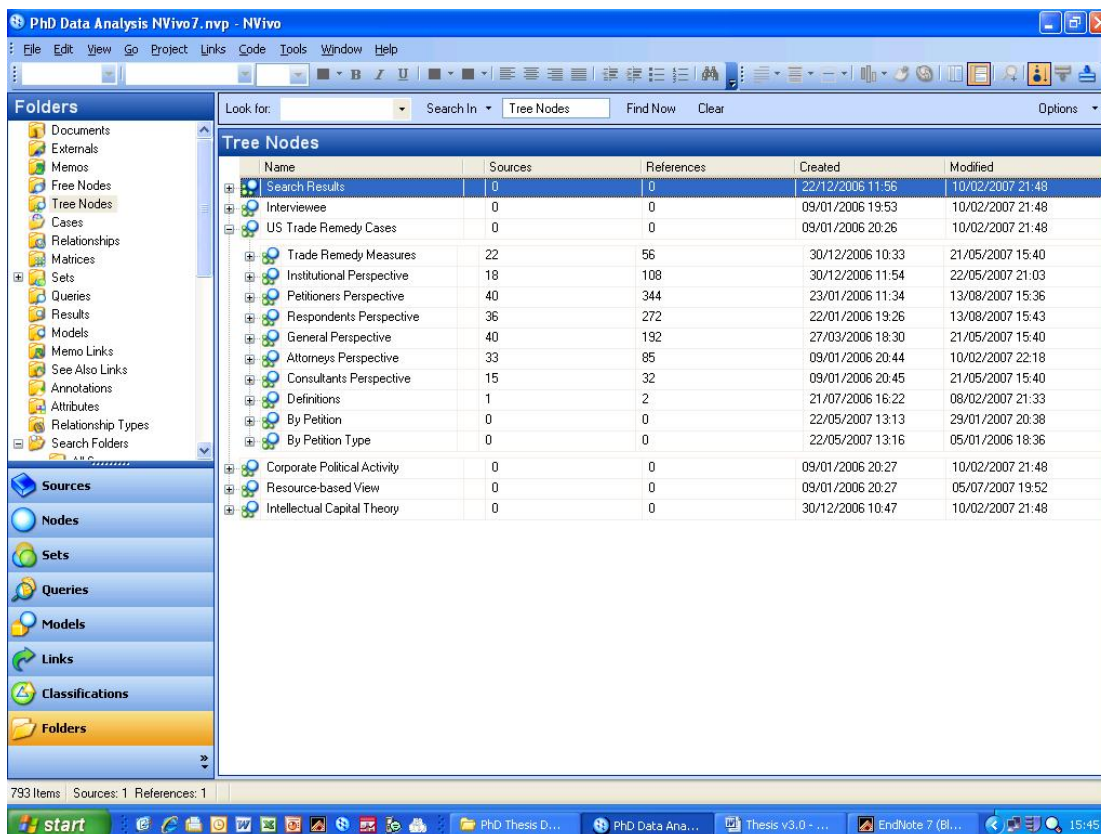 PhD Data Analysis NVivo7.nvp - NVivo
File Edit View Go Project Links Code Tools Window Help
B I U
Folders
Look for: Search In Tree Nodes Find Now Clear Options
Documents
Externals
Memos
Free Nodes
Tree Nodes
Cases
Relationships
Matrices
Sets
Queries
Results
Models
Memo Links
See Also Links
Annotations
Attributes
Relationship Types
Search Folders
Sources
Nodes
Sets
Queries
Models
Links
Classifications
Folders
Tree Nodes
Name Sources References Created Modified
Search Results 0 0 22/12/2006 11:56 10/02/2007 21:48
Interviewee 0 0 09/01/2006 19:53 10/02/2007 21:48
US Trade Remedy Cases 0 0 09/01/2006 20:26 10/02/2007 21:48
Trade Remedy Measures 22 56 30/12/2006 10:33 21/05/2007 15:40
Institutional Perspective 18 108 30/12/2006 11:54 22/05/2007 21:03
Petitioners Perspective 40 344 23/01/2006 11:34 13/08/2007 15:36
Respondents Perspective 36 272 22/01/2006 19:26 13/08/2007 15:43
General Perspective 40 192 27/03/2006 18:30 21/05/2007 15:40
Attorneys Perspective 33 85 09/01/2006 20:44 10/02/2007 22:18
Consultants Perspective 15 32 09/01/2006 20:45 21/05/2007 15:40
Definitions 1 2 21/07/2006 16:22 08/02/2007 21:33
By Petition 0 0 22/05/2007 13:13 29/01/2007 20:38
By Petition Type 0 0 22/05/2007 13:16 05/01/2006 18:36
Corporate Political Activity 0 0 09/01/2006 20:27 10/02/2007 21:48
Resource-based View 0 0 09/01/2006 20:27 05/07/2007 19:52
Intellectual Capital Theory 0 0 30/12/2006 10:47 10/02/2007 21:48
793 Items Sources: 1 References: 1
start PhD Thesis D... PhD Data Ana... Thesis v3.0 - ... EndNote 7 (Bl... 15:45